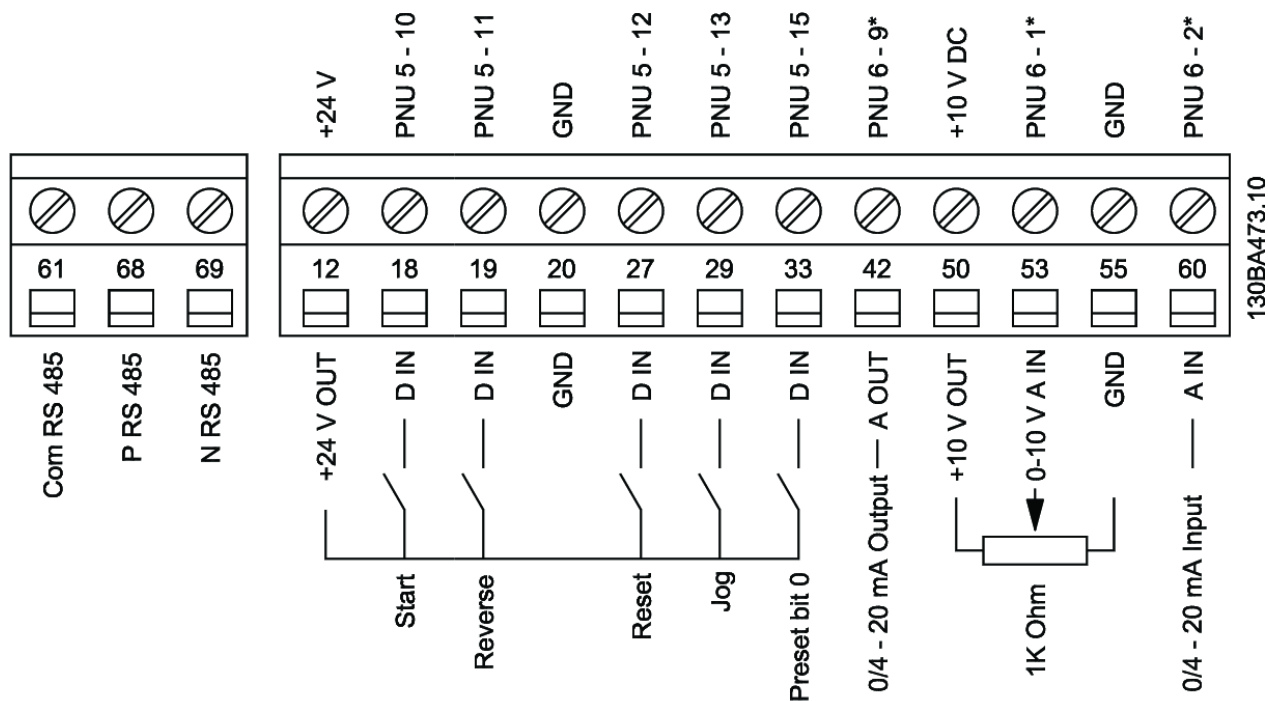 +24 V
PNU 5 - 10
PNU 5 - 11
GND
PNU 5 - 12
PNU 5 - 13
PNU 5 - 15
PNU 6 - 9*
+10 V DC
PNU 6 - 1*
GND
PNU 6 - 2*
61
68
69
12
18
19
20
27
29
33
42
50
53
55
60
130BA473.10
Com RS 485
P RS 485
N RS 485
+24 V OUT
D IN
D IN
GND
D IN
D IN
D IN
0/4 - 20 mA Output
A OUT
+10 V OUT
0-10 V A IN
GND
0/4 - 20 mA Input
A IN
Start
Reverse
Reset
Jog
Preset bit 0
1K Ohm